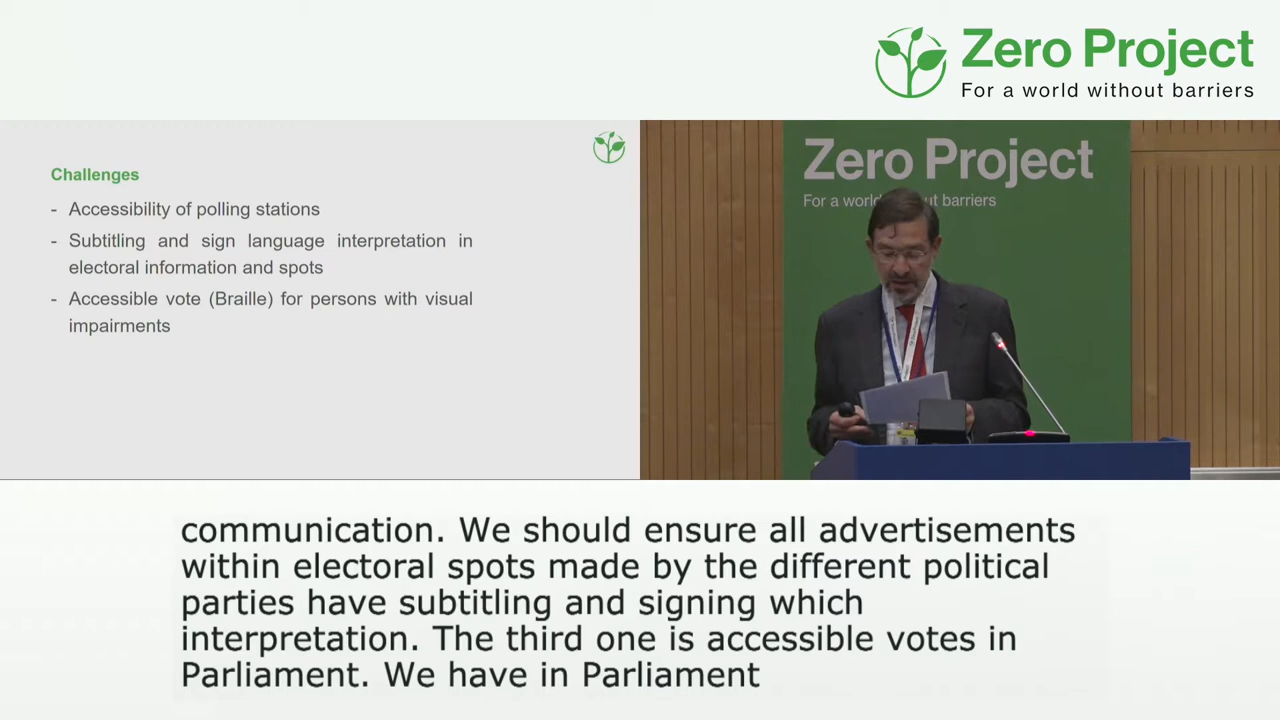 Zero Project
For a world without barriers
Challenges
- Accessibility of polling stations
- Subtitling and sign language interpretation in
electoral information and spots
- Accessible vote (Braille) for persons with visual
impairments
Zero Project
For a world ut barriers
communication. We should ensure all advertisements
within electoral spots made by the different political
parties have subtitling and signing which
interpretation. The third one is accessible votes in
Parliament. We have in Parliament